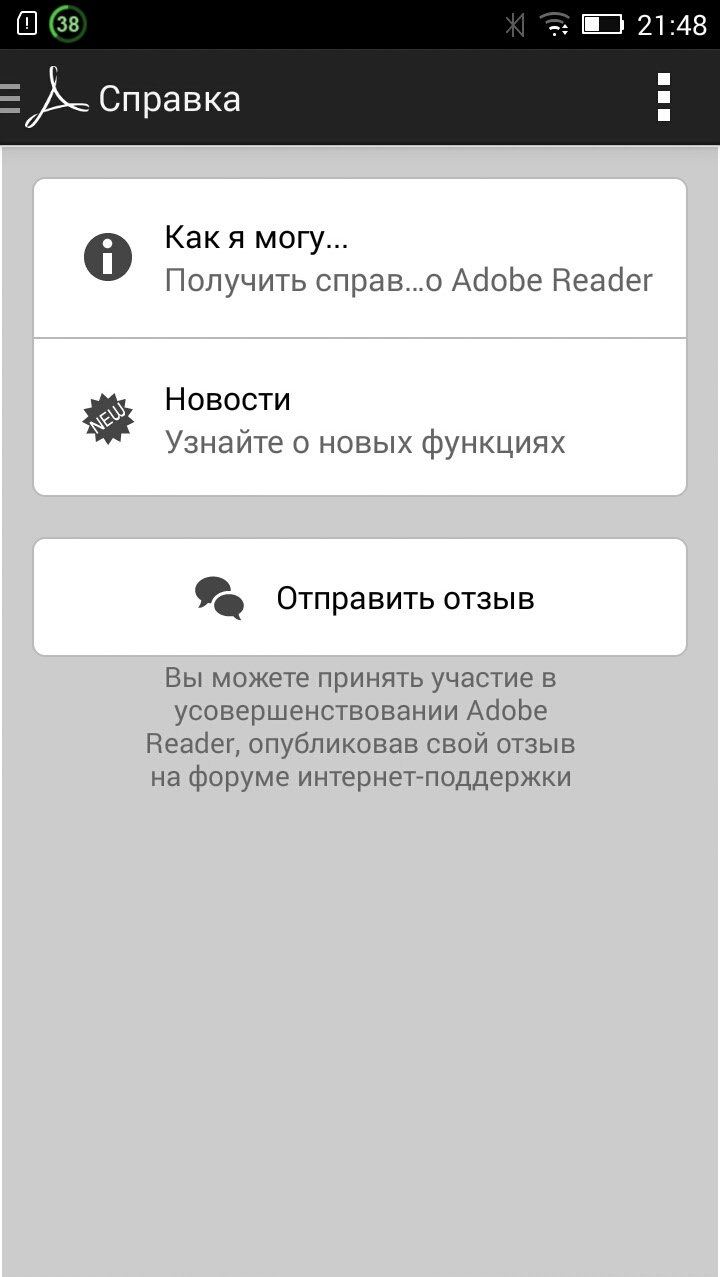 38
21:48
Справка
Как я могу...
Получить справ...о Adobe Reader
NEW
Новости
Узнайте о новых функциях
Отправить отзыв
Вы можете принять участие в
усовершенствовании Adobe
Reader, опубликовав свой отзыв
на форуме интернет-поддержки